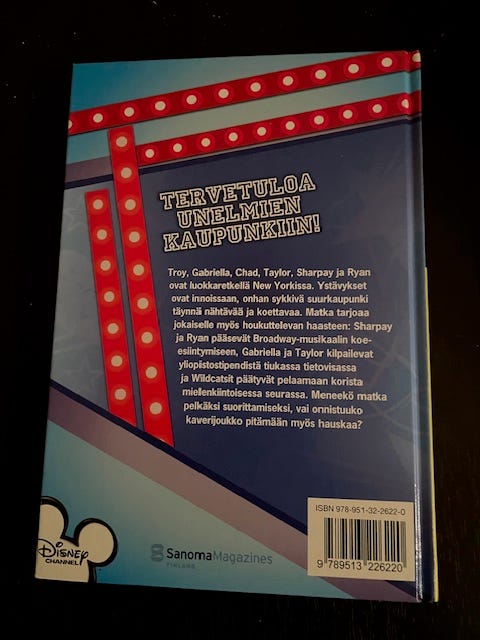 TERVETULOA
UNELMIEN
KAUPUNKIIN!
Troy, Gabriella, Chad, Taylor, Sharpay ja Ryan
ovat luokkaretkellä New Yorkissa. Ystävykset
ovat innoissaan, onhan sykkivä suurkaupunki
täynnä nähtävää ja koettavaa. Matka tarjoaa
jokaiselle myös houkuttelevan haasteen: Sharpay
ja Ryan pääsevät Broadway-musikaalin koe-
esiintymiseen, Gabriella ja Taylor kilpailevat
yliopistostipendistä tiukassa tietovisassa
ja Wildcatsit päätyvät pelaamaan korista
mielenkiintoisessa seurassa. Meneekö matka
pelkäksi suorittamiseksi, vai onnistuuko
kaverijoukko pitämään myös hauskaa?
ISBN 978-951-32-2622-0
9 789513 226220
Disney
CHANNEL
SanomaMagazines
FINLAND